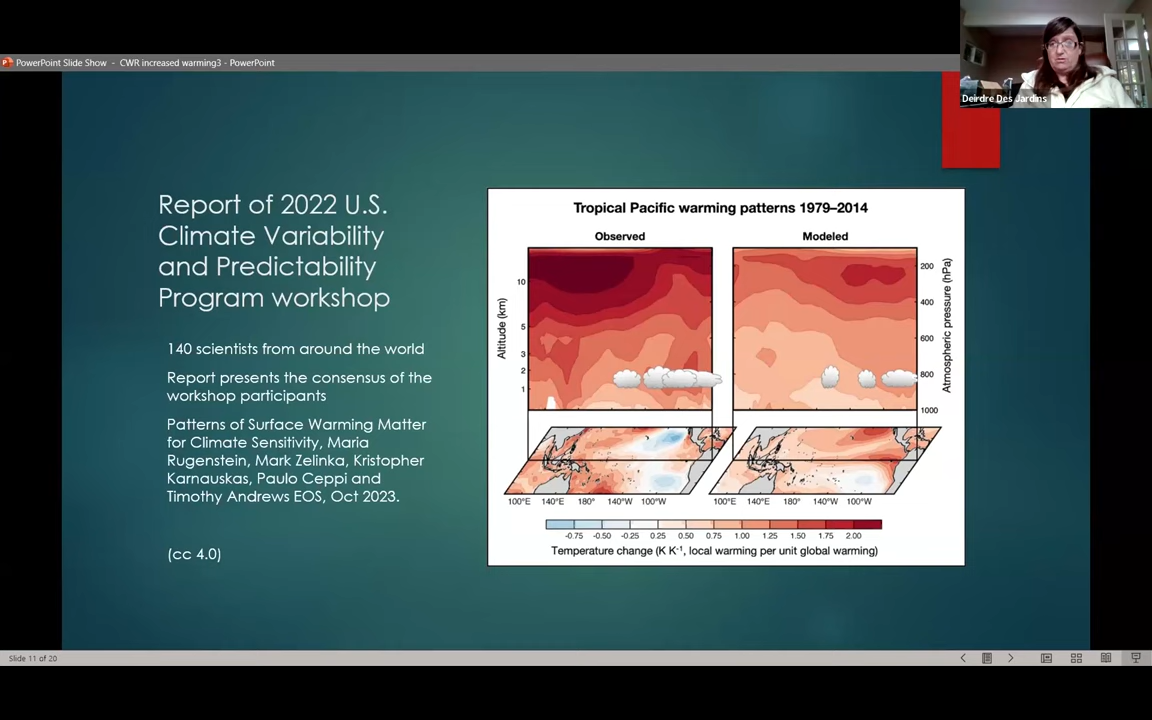 PowerPoint Slide Show - CWR increased warming3 - PowerPoint
Deirdre Des Jardins
Report of 2022 U.S.
Climate Variability
and Predictability
Program workshop
140 scientists from around the world
Report presents the consensus of the
workshop participants
Patterns of Surface Warming Matter
for Climate Sensitivity, Maria
Rugenstein, Mark Zelinka, Kristopher
Karnauskas, Paulo Ceppi and
Timothy Andrews EOS, Oct 2023.
(cc 4.0)
Tropical Pacific warming patterns 1979–2014
Observed
Modeled
Altitude (km)
10
5
3
2
1
200
400
600
800
1000
Atmospheric pressure (hPa)
100°E 140°E 180° 140°W 100°W
100°E 140°E 180° 140°W 100°W
-0.75 -0.50 -0.25 0.25 0.50 0.75 1.00 1.25 1.50 1.75 2.00
Temperature change (K K⁻¹, local warming per unit global warming)
Slide 11 of 20